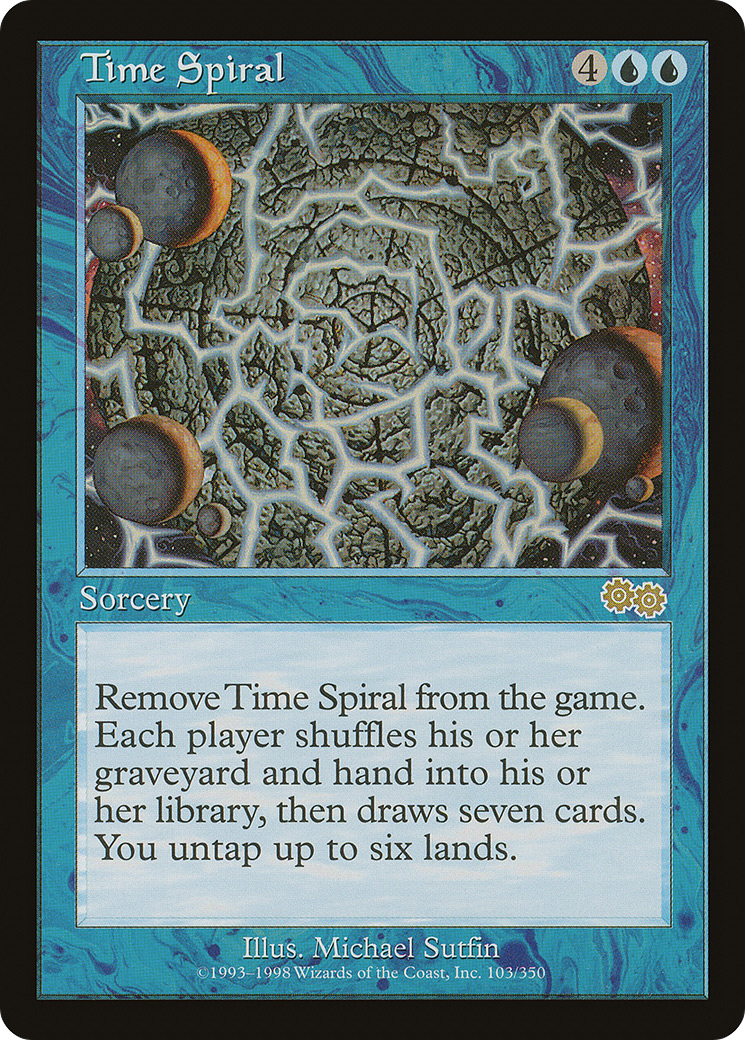 Time Spiral 4
Sorcery
Remove Time Spiral from the game.
Each player shuffles his or her
graveyard and hand into his or
her library, then draws seven cards.
You untap up to six lands.
Illus. Michael Sutfin
©1993–1998 Wizards of the Coast, Inc. 103/350